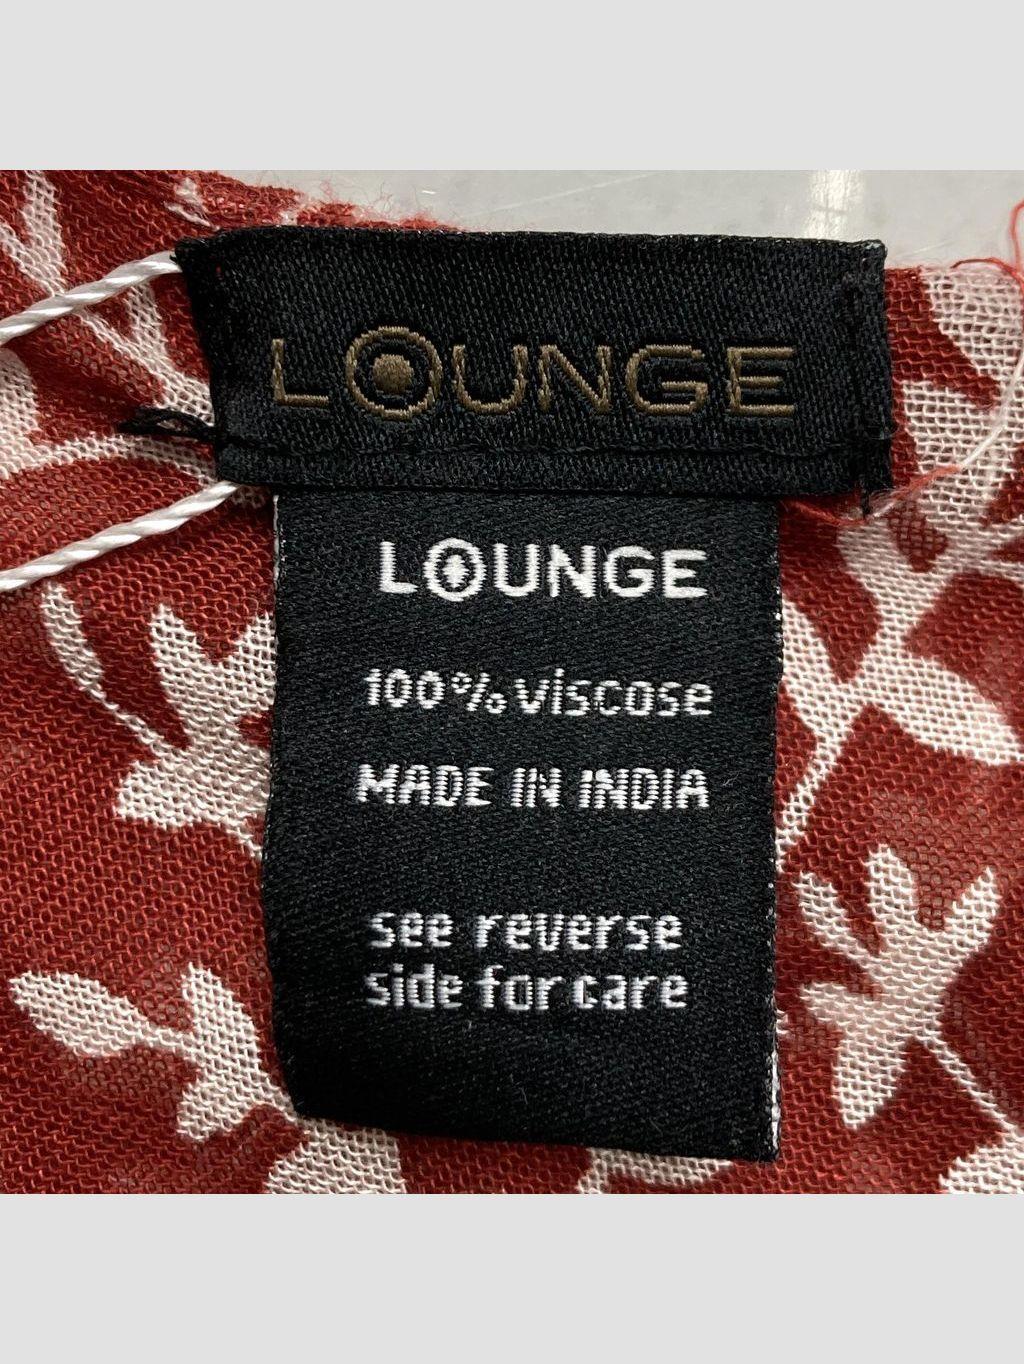 LOUNGE
LOUNGE
100% viscose
MADE IN INDIA
see reverse
side for care